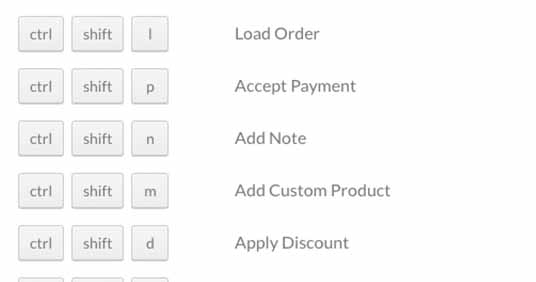 ctrl shift l Load Order
ctrl shift p Accept Payment
ctrl shift n Add Note
ctrl shift m Add Custom Product
ctrl shift d Apply Discount